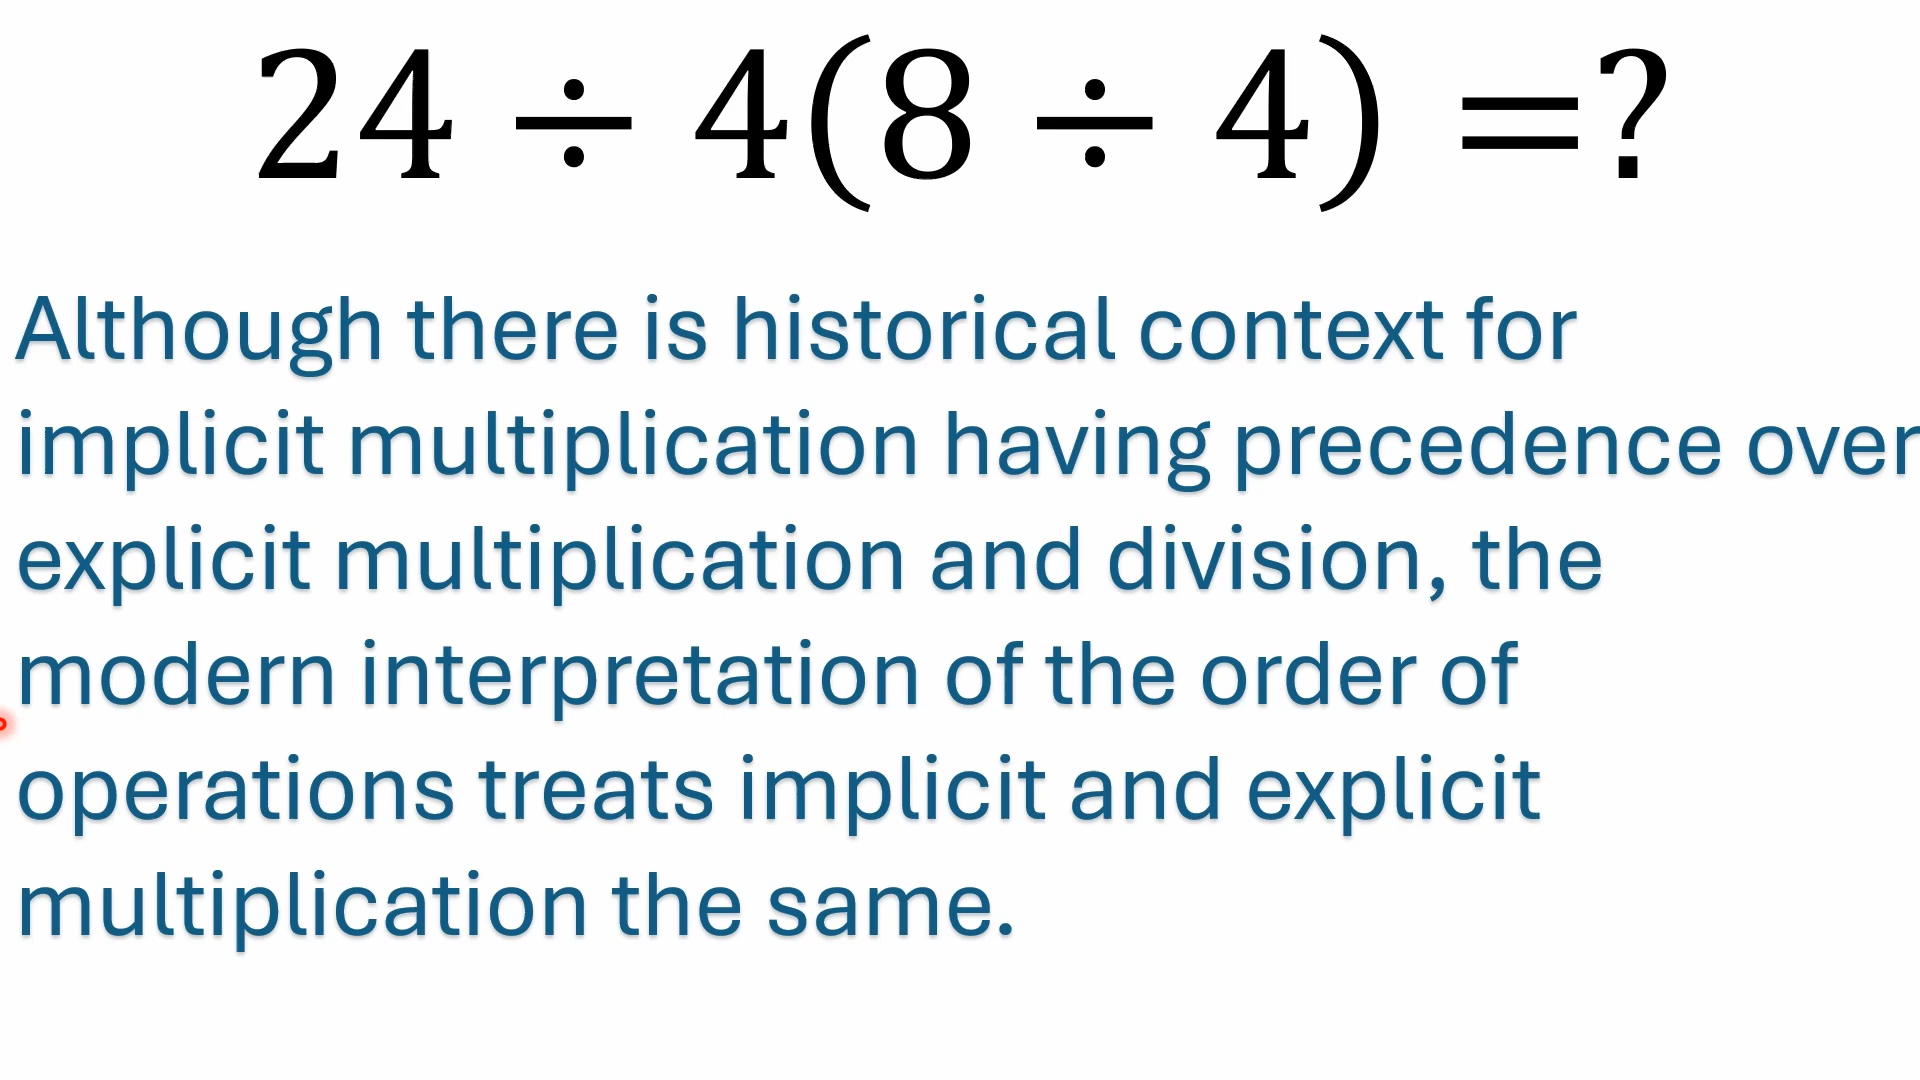 24 ÷ 4(8 ÷ 4) =?
Although there is historical context for
implicit multiplication having precedence over
explicit multiplication and division, the
modern interpretation of the order of
operations treats implicit and explicit
multiplication the same.